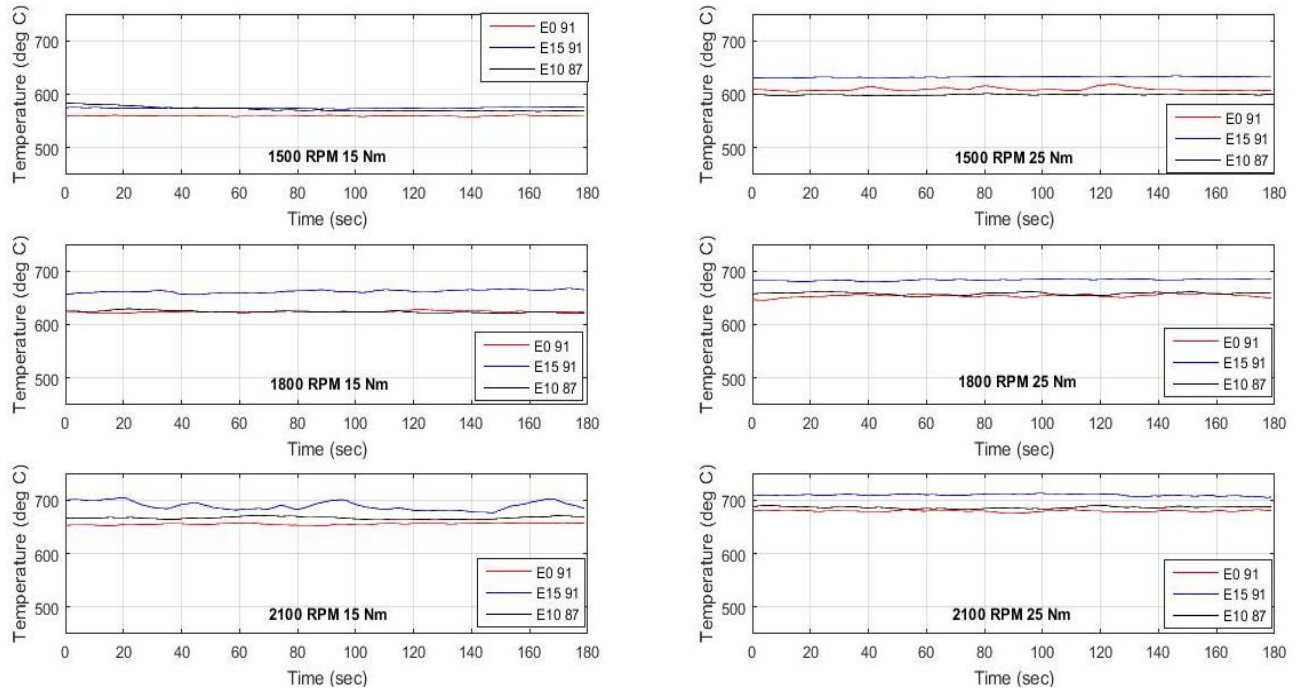 Temperature (deg C)
700
600
500
E0 91
E15 91
E10 87
1500 RPM 15 Nm
0 20 40 60 80 100 120 140 160 180
Time (sec)
Temperature (deg C)
700
600
500
E0 91
E15 91
E10 87
1500 RPM 25 Nm
0 20 40 60 80 100 120 140 160 180
Time (sec)
Temperature (deg C)
700
600
500
E0 91
E15 91
E10 87
1800 RPM 15 Nm
0 20 40 60 80 100 120 140 160 180
Time (sec)
Temperature (deg C)
700
600
500
E0 91
E15 91
E10 87
1800 RPM 25 Nm
0 20 40 60 80 100 120 140 160 180
Time (sec)
Temperature (deg C)
700
600
500
E0 91
E15 91
E10 87
2100 RPM 15 Nm
0 20 40 60 80 100 120 140 160 180
Time (sec)
Temperature (deg C)
700
600
500
E0 91
E15 91
E10 87
2100 RPM 25 Nm
0 20 40 60 80 100 120 140 160 180
Time (sec)